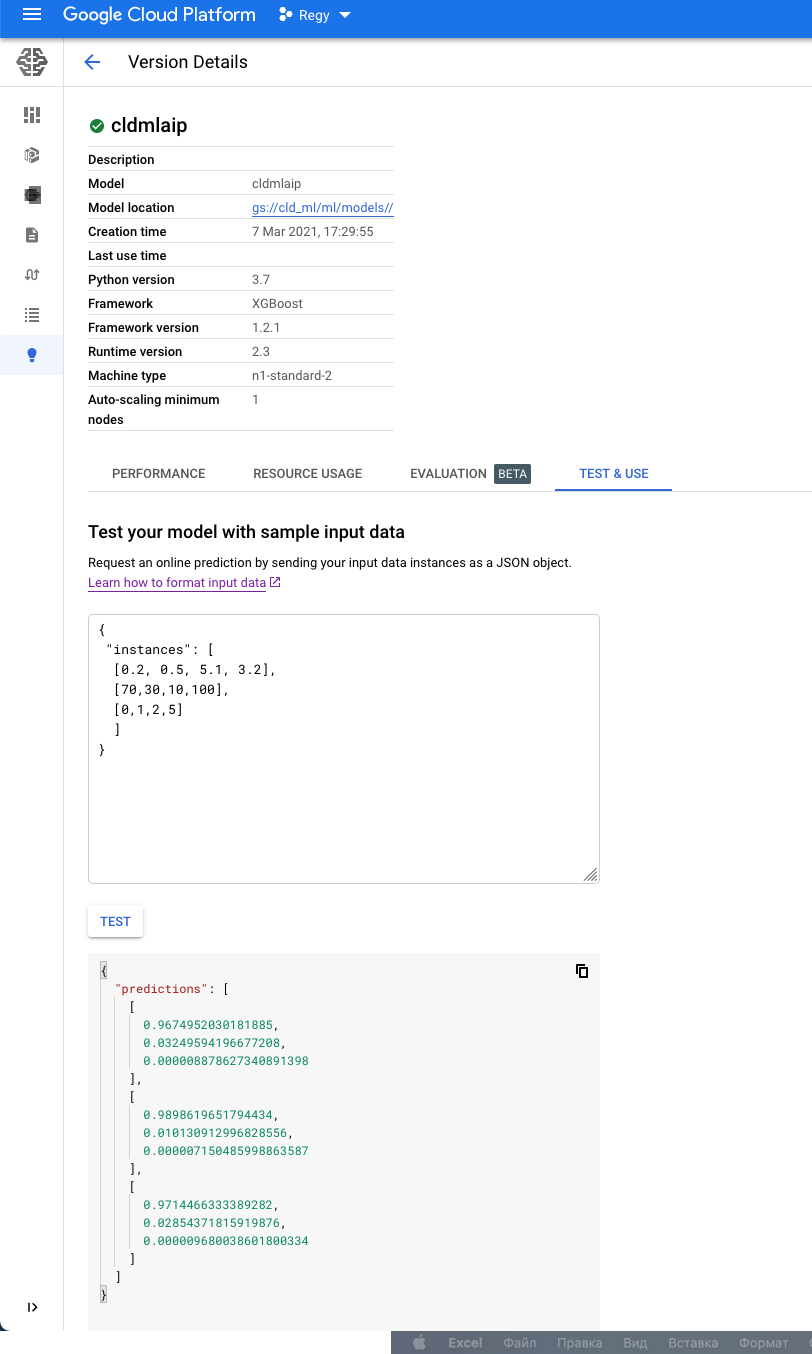 Google Cloud Platform Regy
Version Details
cldmlaip
Description
Model cldmlaip
Model location gs://cld_ml/ml/models//
Creation time 7 Mar 2021, 17:29:55
Last use time
Python version 3.7
Framework XGBoost
Framework version 1.2.1
Runtime version 2.3
Machine type n1-standard-2
Auto-scaling minimum nodes 1
PERFORMANCE RESOURCE USAGE EVALUATION BETA TEST & USE
Test your model with sample input data
Request an online prediction by sending your input data instances as a JSON object.
Learn how to format input data
{
"instances": [
[0.2, 0.5, 5.1, 3.2],
[70,30,10,100],
[0,1,2,5]
]
}
TEST
{
"predictions": [
[
0.9674952030181885,
0.03249594196677208,
0.000008878627340891398
],
[
0.9898619651794434,
0.010130912996828556,
0.000007150485998863587
],
[
0.9714466333389282,
0.02854371815919876,
0.000009680038601800334
]
]
}
Excel Файл Правка Вид Вставка Формат